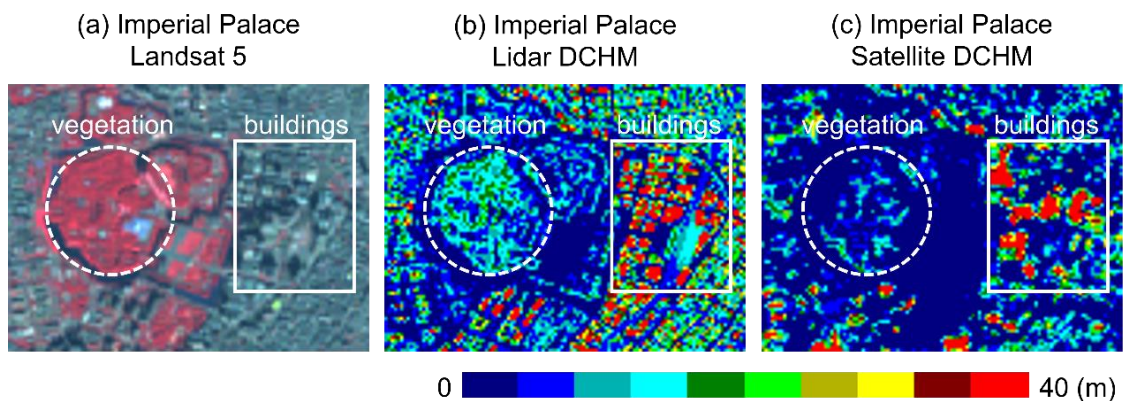 (a) Imperial Palace
Landsat 5
(b) Imperial Palace
Lidar DCHM
(c) Imperial Palace
Satellite DCHM
vegetation
buildings
vegetation
buildings
vegetation
buildings
0
40 (m)